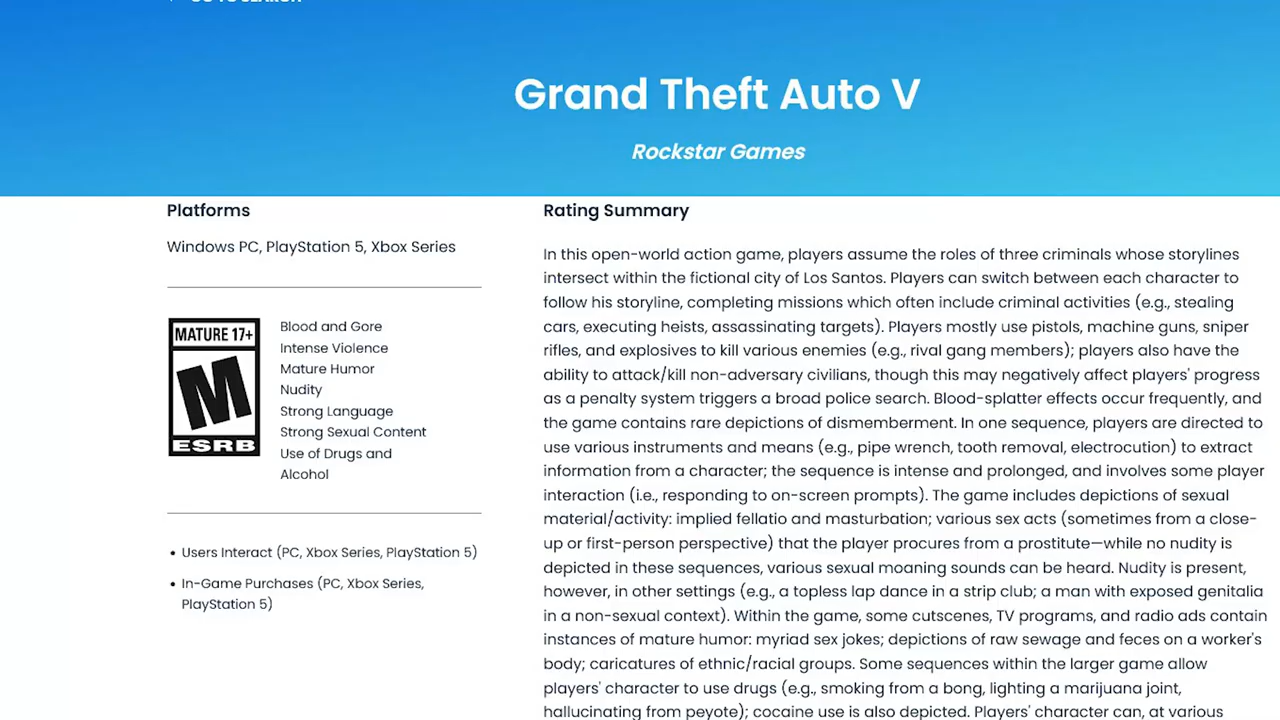 GO TO SEARCH
Grand Theft Auto V
Rockstar Games
Platforms
Windows PC, PlayStation 5, Xbox Series
MATURE 17+
M
ESRB
Blood and Gore
Intense Violence
Mature Humor
Nudity
Strong Language
Strong Sexual Content
Use of Drugs and
Alcohol
• Users Interact (PC, Xbox Series, PlayStation 5)
• In-Game Purchases (PC, Xbox Series,
PlayStation 5)
Rating Summary
In this open-world action game, players assume the roles of three criminals whose storylines
intersect within the fictional city of Los Santos. Players can switch between each character to
follow his storyline, completing missions which often include criminal activities (e.g., stealing
cars, executing heists, assassinating targets). Players mostly use pistols, machine guns, sniper
rifles, and explosives to kill various enemies (e.g., rival gang members); players also have the
ability to attack/kill non-adversary civilians, though this may negatively affect players' progress
as a penalty system triggers a broad police search. Blood-splatter effects occur frequently, and
the game contains rare depictions of dismemberment. In one sequence, players are directed to
use various instruments and means (e.g., pipe wrench, tooth removal, electrocution) to extract
information from a character; the sequence is intense and prolonged, and involves some player
interaction (i.e., responding to on-screen prompts). The game includes depictions of sexual
material/activity: implied fellatio and masturbation; various sex acts (sometimes from a close-
up or first-person perspective) that the player procures from a prostitute—while no nudity is
depicted in these sequences, various sexual moaning sounds can be heard. Nudity is present,
however, in other settings (e.g., a topless lap dance in a strip club; a man with exposed genitalia
in a non-sexual context). Within the game, some cutscenes, TV programs, and radio ads contain
instances of mature humor: myriad sex jokes; depictions of raw sewage and feces on a worker's
body; caricatures of ethnic/racial groups. Some sequences within the larger game allow
players' character to use drugs (e.g., smoking from a bong, lighting a marijuana joint,
hallucinating from peyote); cocaine use is also depicted. Players' character can, at various